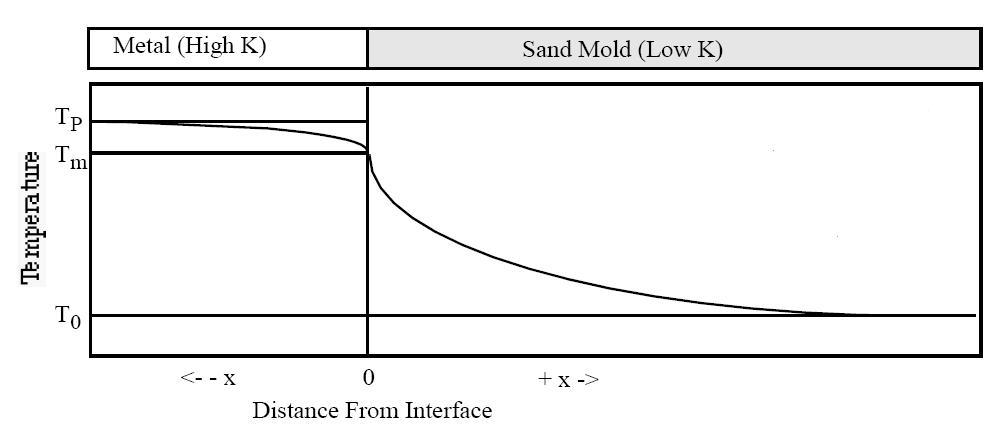 Metal (High K)
Sand Mold (Low K)
TP
Tm
T0
Temperature
<- - x
0
+ x ->
Distance From Interface